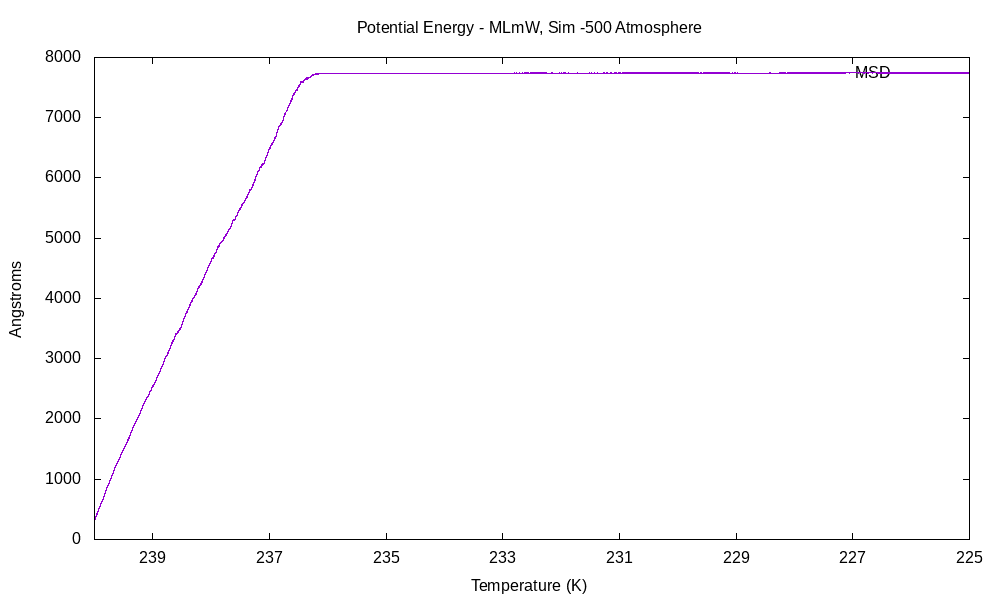 Potential Energy - MLmW, Sim -500 Atmosphere
8000
7000
6000
5000
4000
3000
2000
1000
0
Angstroms
MSD
239 237 235 233 231 229 227 225
Temperature (K)